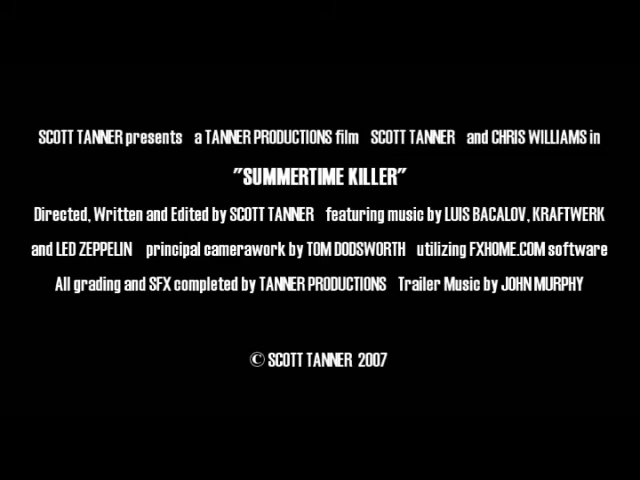 SCOTT TANNER presents a TANNER PRODUCTIONS film SCOTT TANNER and CHRIS WILLIAMS in
"SUMMERTIME KILLER"
Directed, Written and Edited by SCOTT TANNER featuring music by LUIS BACALOV, KRAFTWERK
and LED ZEPPELIN principal camerawork by TOM DODSWORTH utilizing FXHOME.COM software
All grading and SFX completed by TANNER PRODUCTIONS Trailer Music by JOHN MURPHY
© SCOTT TANNER 2007